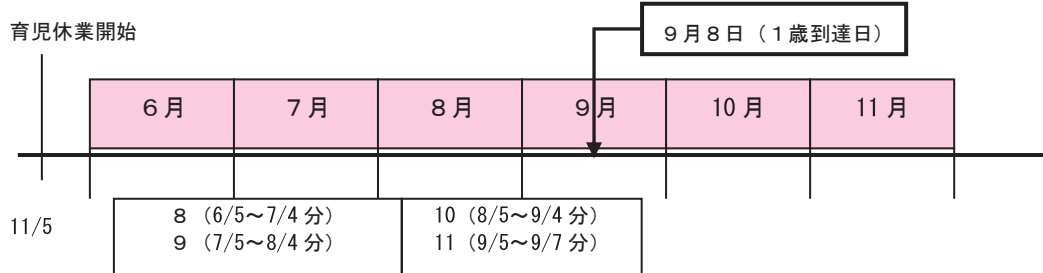 育児休業開始
9月8日（1歳到達日）
6月 7月 8月 9月 10月 11月
11/5
8（6/5～7/4分）
9（7/5～8/4分）
10（8/5～9/4分）
11（9/5～9/7分）